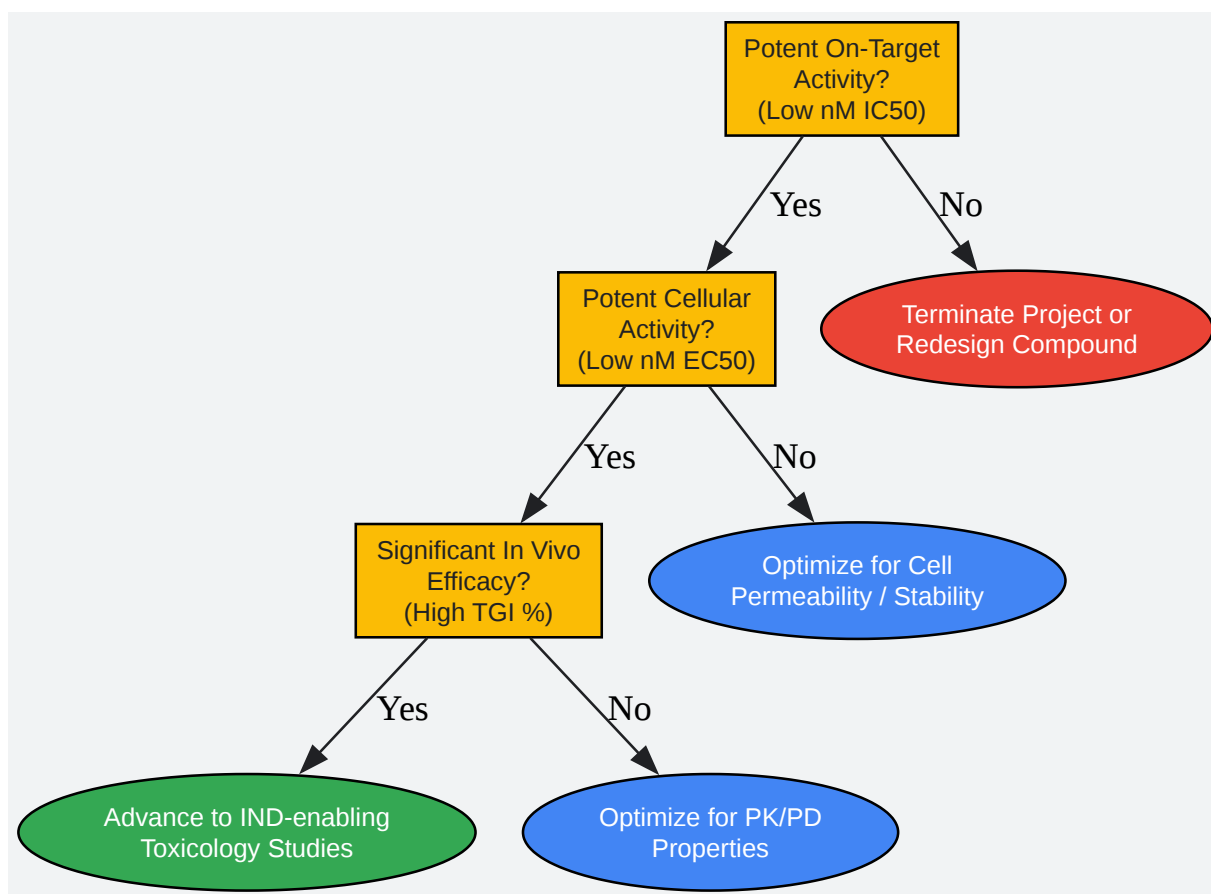 Potent On-Target
Activity?
(Low nM IC50)
Yes
No
Potent Cellular
Activity?
(Low nM EC50)
Terminate Project or
Redesign Compound
Yes
No
Significant In Vivo
Efficacy?
(High TGI %)
Optimize for Cell
Permeability / Stability
Yes
No
Advance to IND-enabling
Toxicology Studies
Optimize for PK/PD
Properties